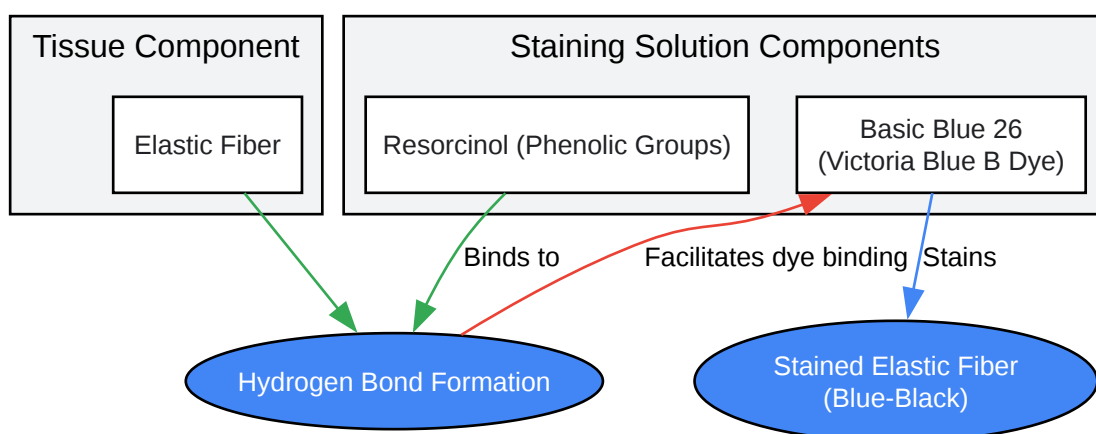 Tissue Component
Staining Solution Components
Elastic Fiber
Resorcinol (Phenolic Groups)
Basic Blue 26
(Victoria Blue B Dye)
Binds to
Facilitates dye binding
Stains
Hydrogen Bond Formation
Stained Elastic Fiber
(Blue-Black)